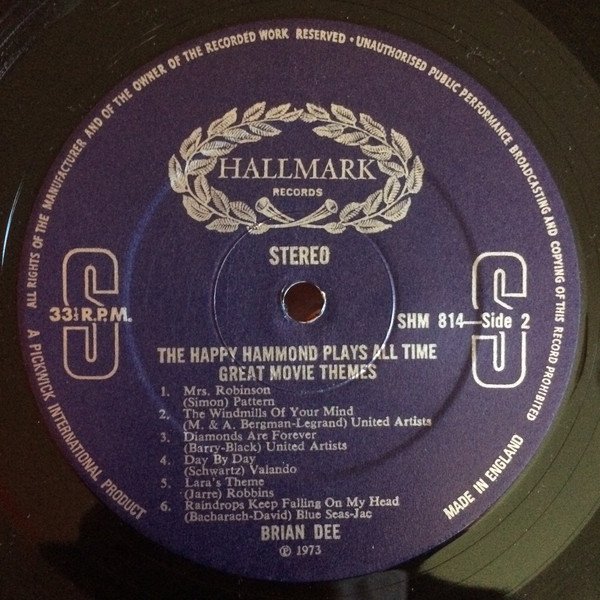 ALL RIGHTS OF THE MANUFACTURER AND OF THE OWNER OF THE RECORDED WORK RESERVED · UNAUTHORISED PUBLIC PERFORMANCE BROADCASTING AND COPYING OF THIS RECORD PROHIBITED
HALLMARK
RECORDS
STEREO
S
S
33⅓ R.P.M.
SHM 814—Side 2
THE HAPPY HAMMOND PLAYS ALL TIME
GREAT MOVIE THEMES
1. Mrs. Robinson
(Simon) Pattern
2. The Windmills Of Your Mind
(M. & A. Bergman-Legrand) United Artists
3. Diamonds Are Forever
(Barry-Black) United Artists
4. Day By Day
(Schwartz) Valando
5. Lara's Theme
(Jarre) Robbins
6. Raindrops Keep Falling On My Head
(Bacharach-David) Blue Seas-Jac
BRIAN DEE
℗ 1973
A PICKWICK INTERNATIONAL PRODUCT
MADE IN ENGLAND